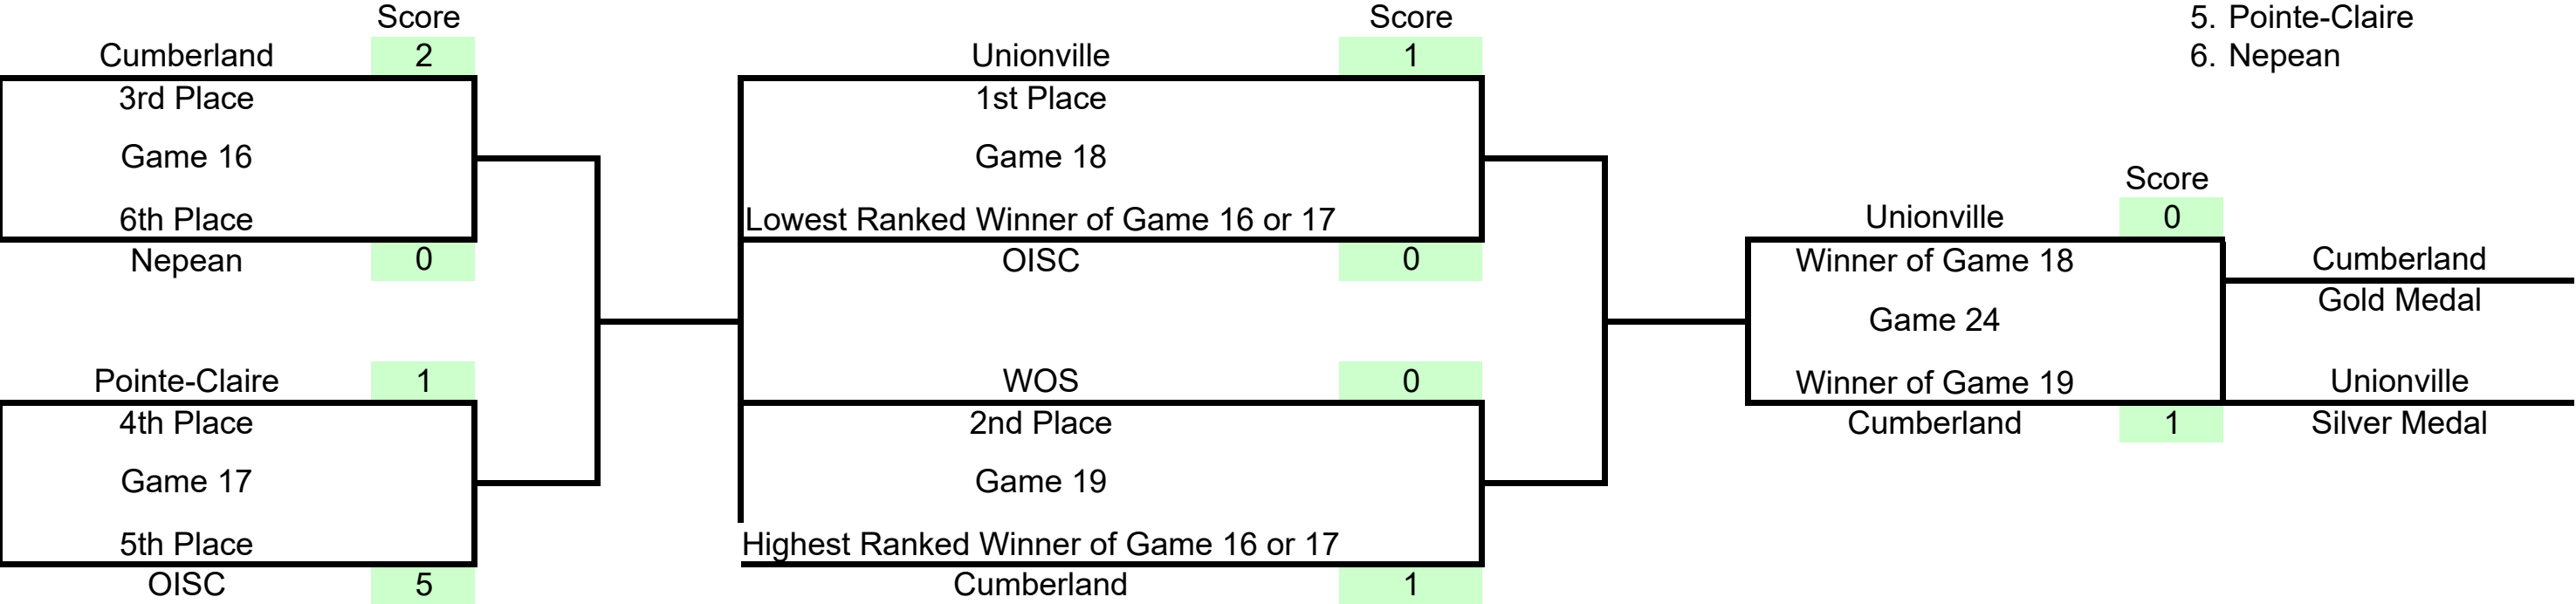 Score
Cumberland 2
3rd Place
Game 16
6th Place
Nepean 0
Pointe-Claire 1
4th Place
Game 17
5th Place
OISC 5
Score
Unionville 1
1st Place
Game 18
Lowest Ranked Winner of Game 16 or 17
OISC 0
WOS 0
2nd Place
Game 19
Highest Ranked Winner of Game 16 or 17
Cumberland 1
5. Pointe-Claire
6. Nepean
Score
Unionville 0
Winner of Game 18
Game 24
Winner of Game 19
Cumberland 1
Cumberland
Gold Medal
Unionville
Silver Medal